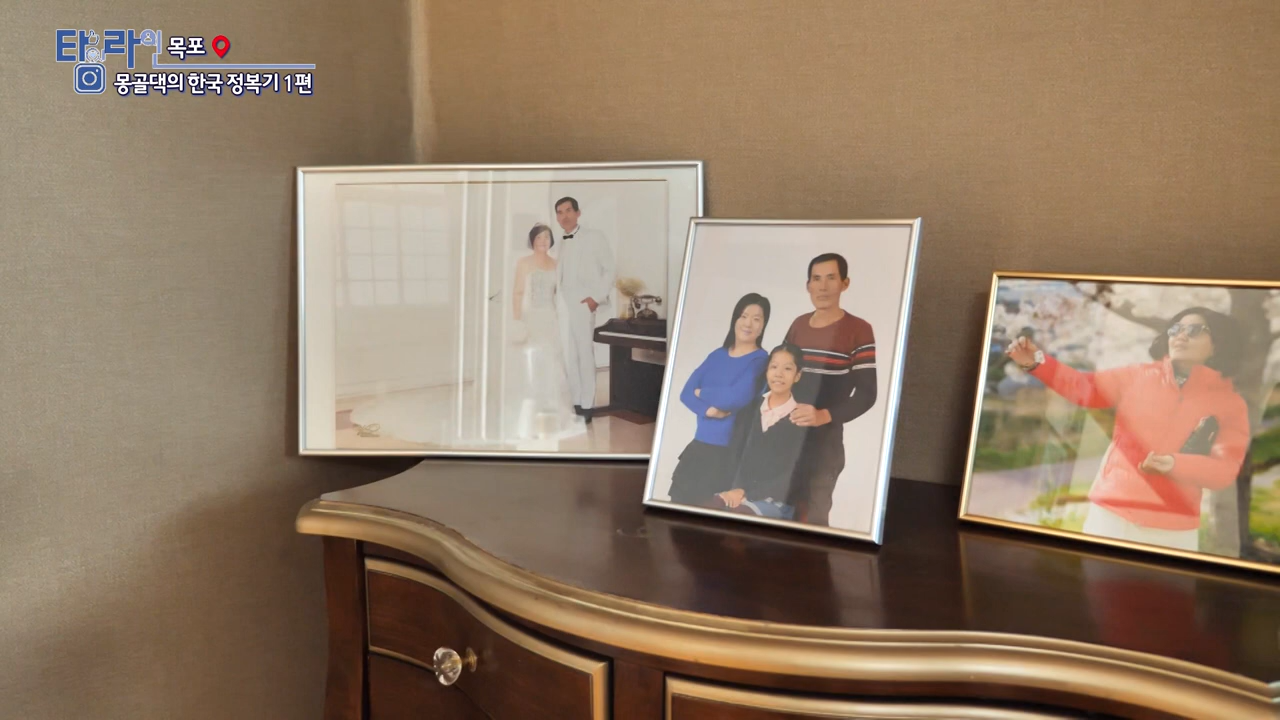 타라의 목포
몽골댁의 한국 정복기 1편